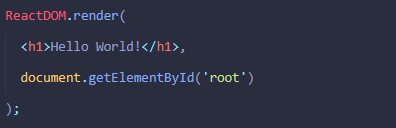 ReactDOM.render(
  <h1>Hello World!</h1>,
  document.getElementById('root')
);